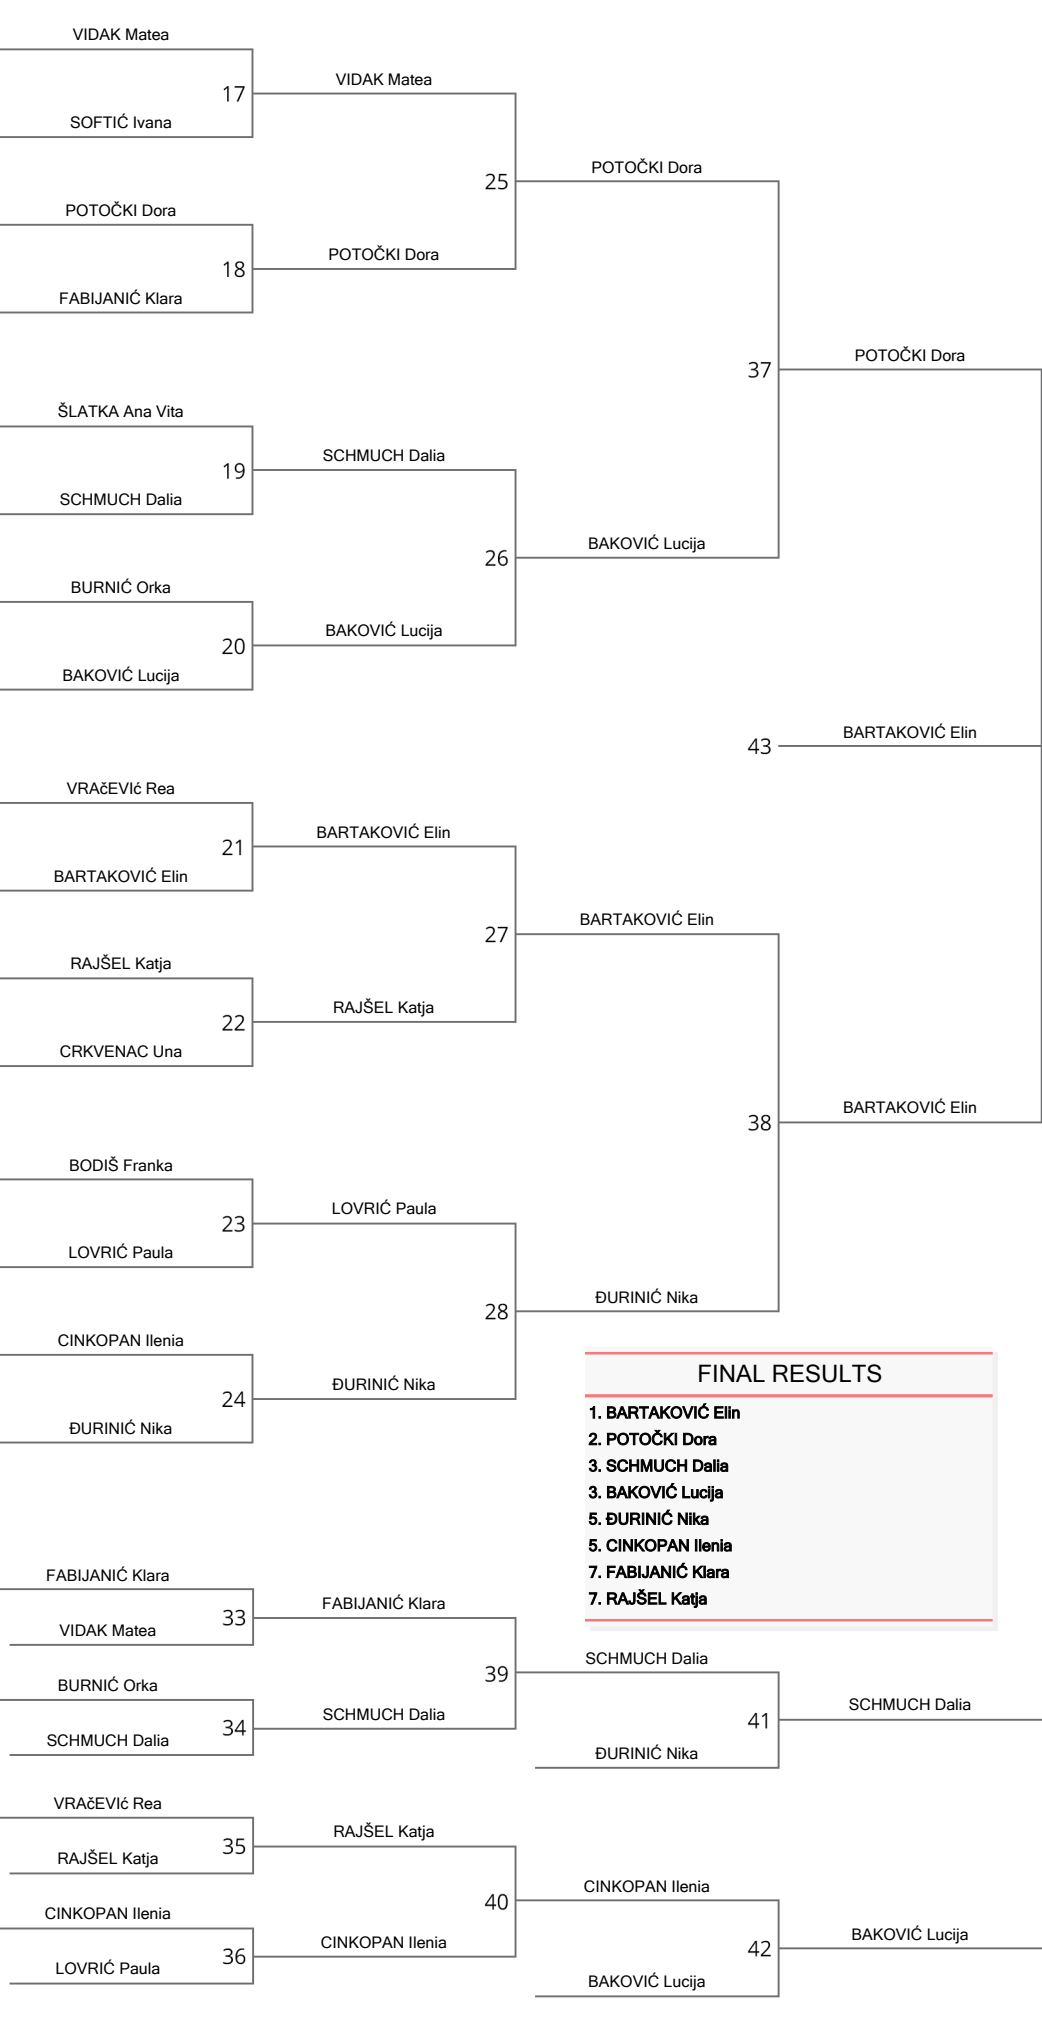 VIDAK Matea
17
SOFTIĆ Ivana
VIDAK Matea
25
POTOČKI Dora
18
FABIJANIĆ Klara
POTOČKI Dora
POTOČKI Dora
37
POTOČKI Dora
ŠLATKA Ana Vita
19
SCHMUCH Dalia
SCHMUCH Dalia
26
BAKOVIĆ Lucija
BURNIĆ Orka
20
BAKOVIĆ Lucija
BAKOVIĆ Lucija
43
BARTAKOVIĆ Elin
VRAčEVIć Rea
21
BARTAKOVIĆ Elin
BARTAKOVIĆ Elin
27
BARTAKOVIĆ Elin
RAJŠEL Katja
22
CRKVENAC Una
RAJŠEL Katja
38
BARTAKOVIĆ Elin
BODIŠ Franka
23
LOVRIĆ Paula
LOVRIĆ Paula
28
ĐURINIĆ Nika
CINKOPAN Ilenia
24
ĐURINIĆ Nika
ĐURINIĆ Nika
FINAL RESULTS
1. BARTAKOVIĆ Elin
2. POTOČKI Dora
3. SCHMUCH Dalia
3. BAKOVIĆ Lucija
5. ĐURINIĆ Nika
5. CINKOPAN Ilenia
7. FABIJANIĆ Klara
7. RAJŠEL Katja
FABIJANIĆ Klara
33
VIDAK Matea
FABIJANIĆ Klara
39
BURNIĆ Orka
34
SCHMUCH Dalia
SCHMUCH Dalia
SCHMUCH Dalia
41
ĐURINIĆ Nika
SCHMUCH Dalia
VRAčEVIć Rea
35
RAJŠEL Katja
RAJŠEL Katja
40
CINKOPAN Ilenia
36
LOVRIĆ Paula
CINKOPAN Ilenia
CINKOPAN Ilenia
42
BAKOVIĆ Lucija
BAKOVIĆ Lucija